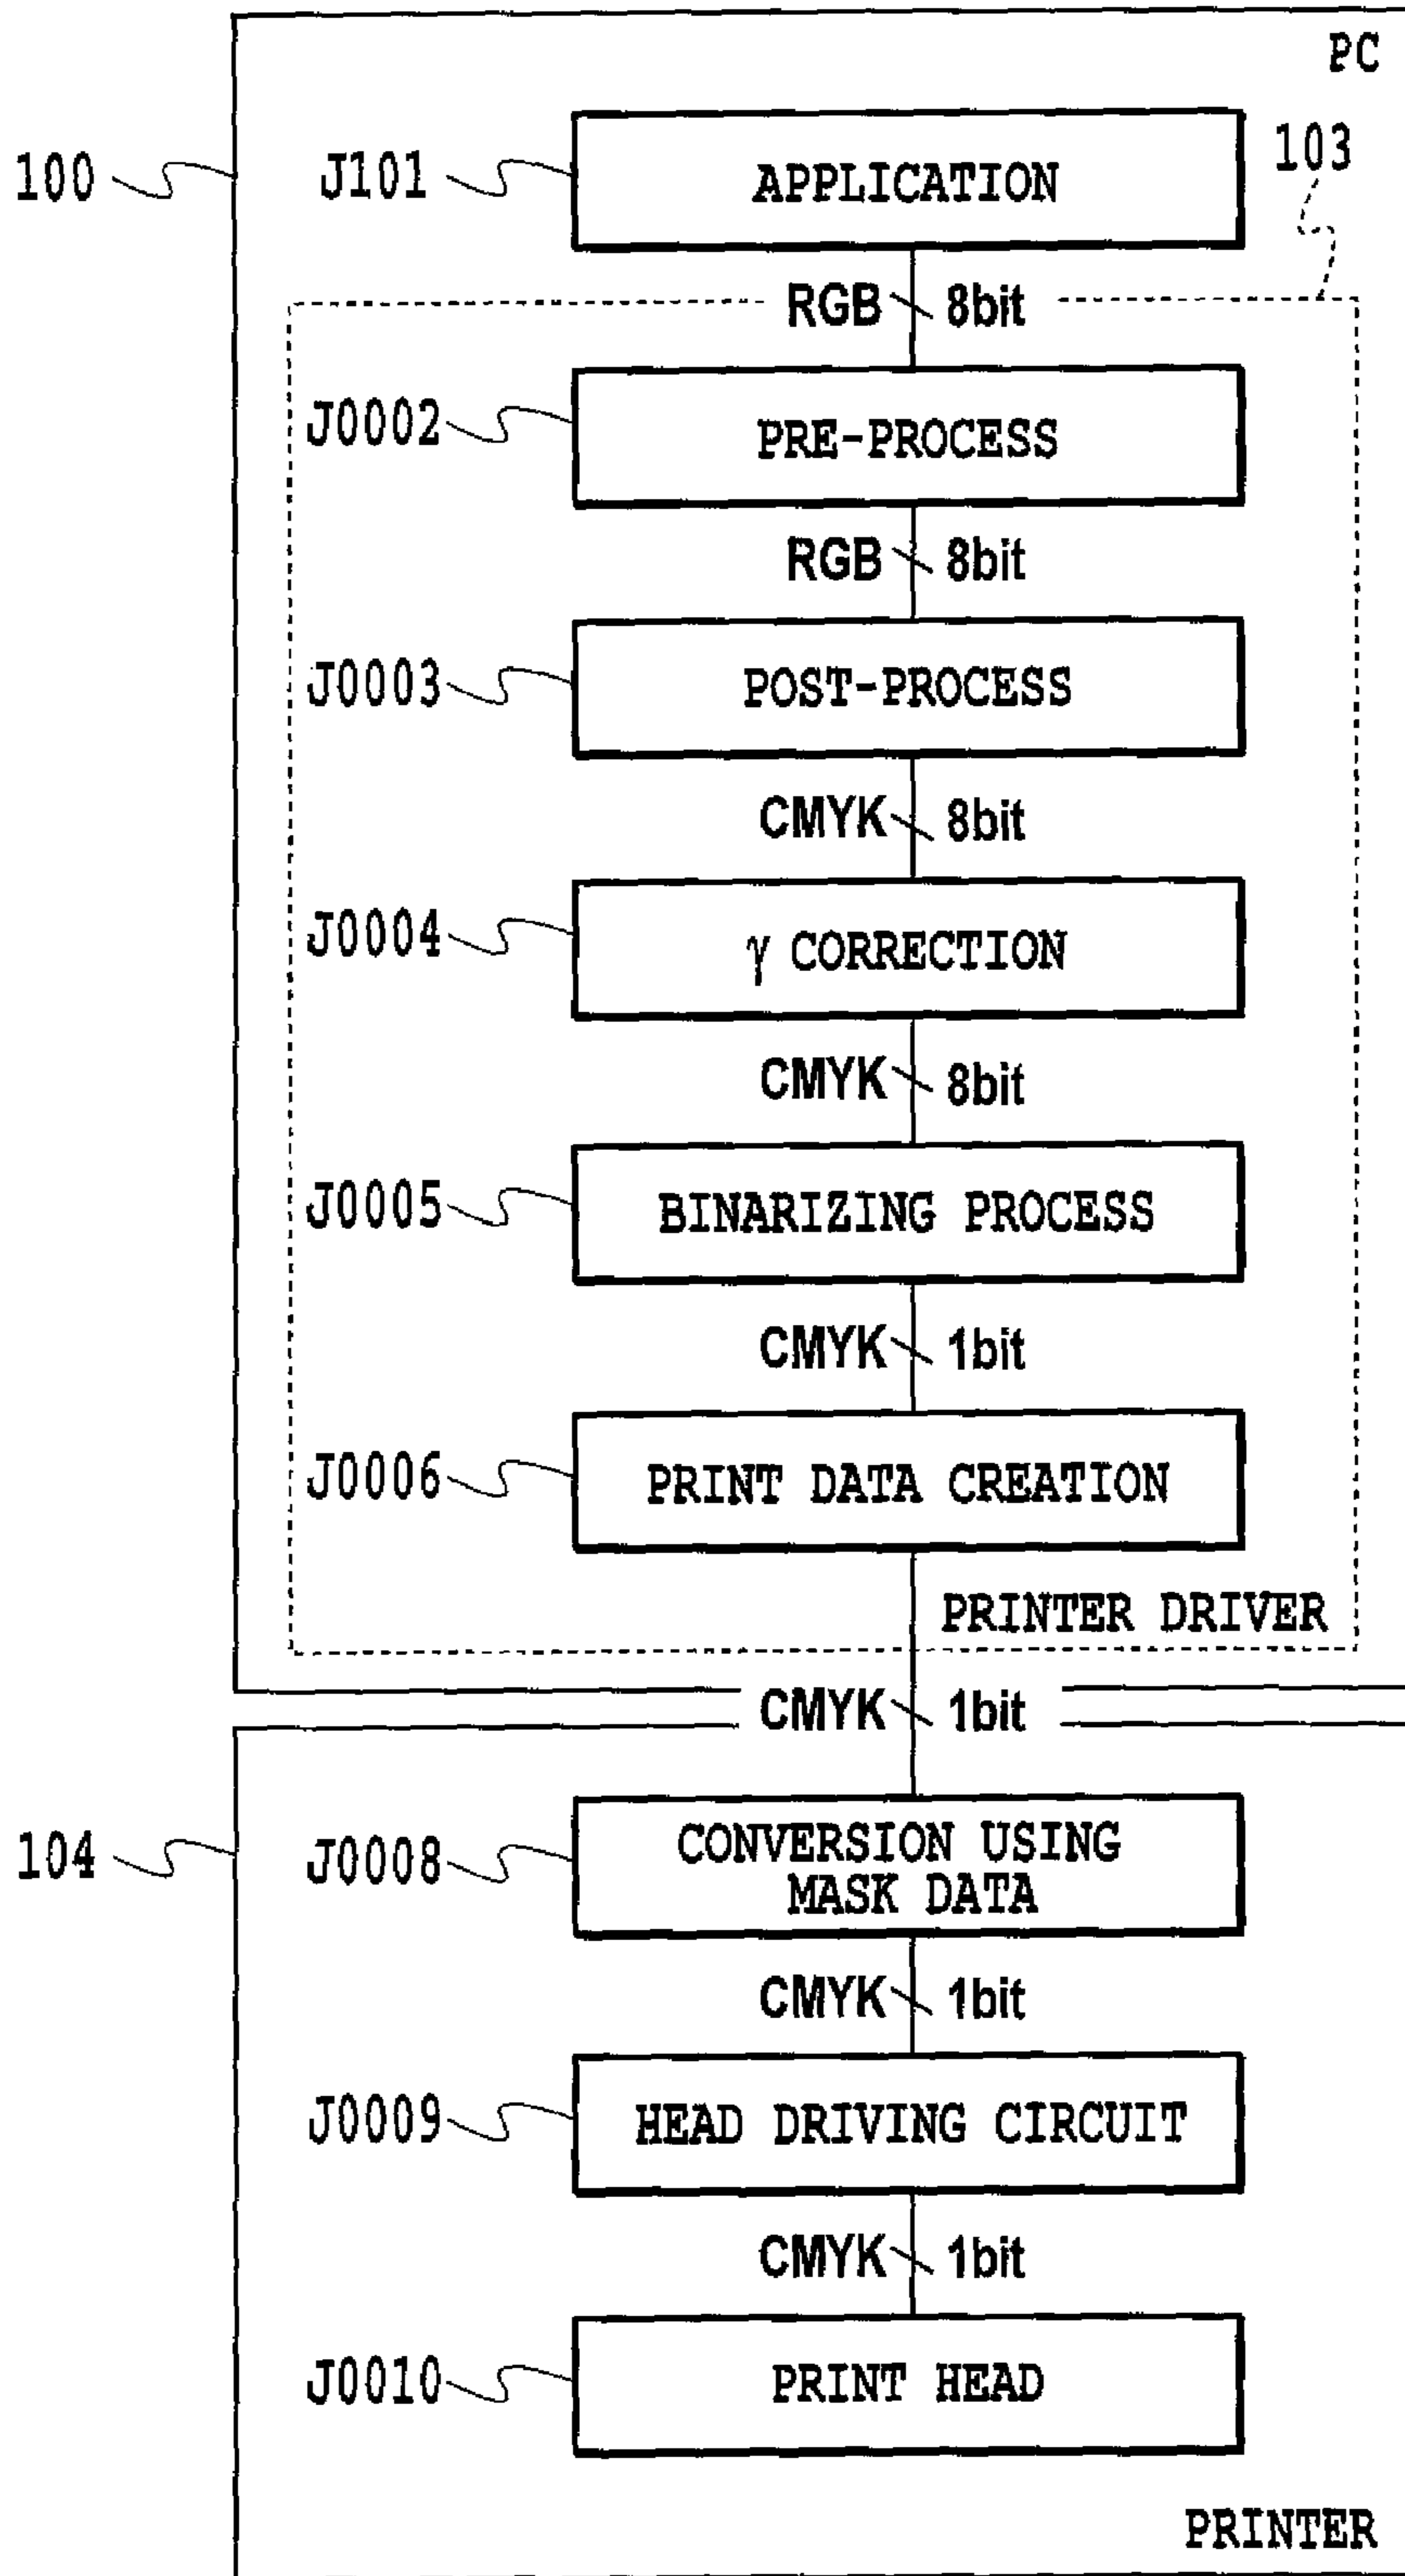 PC
100
J101
APPLICATION
103
RGB 8bit
J0002
PRE-PROCESS
RGB 8bit
J0003
POST-PROCESS
CMYK 8bit
J0004
γ CORRECTION
CMYK 8bit
J0005
BINARIZING PROCESS
CMYK 1bit
J0006
PRINT DATA CREATION
PRINTER DRIVER
CMYK 1bit
104
J0008
CONVERSION USING
MASK DATA
CMYK 1bit
J0009
HEAD DRIVING CIRCUIT
CMYK 1bit
J0010
PRINT HEAD
PRINTER